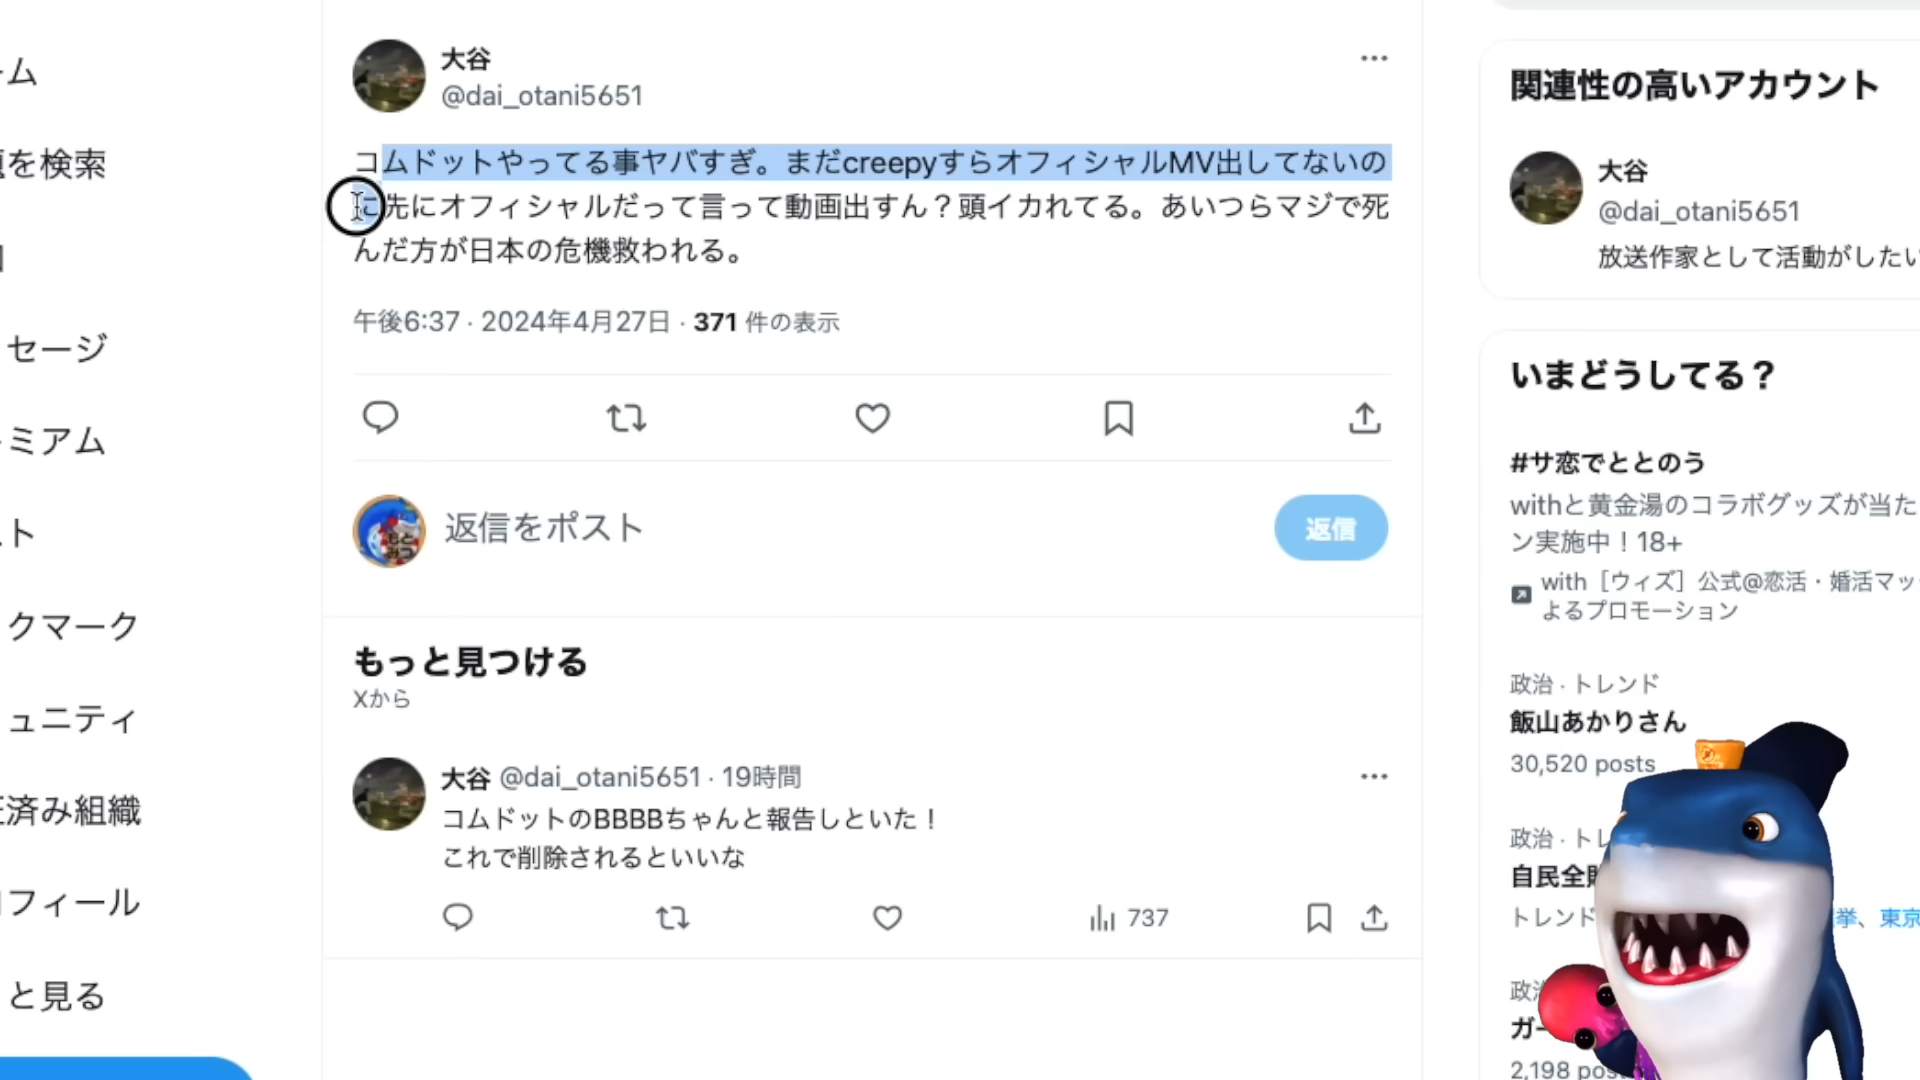 ーム
を検索
セージ
ミアム
スト
クマーク
ュニティ
済み組織
フィール
と見る
大谷
@dai_otani5651
コムドットやってる事ヤバすぎ。まだcreepyすらオフィシャルMV出してないの
に先にオフィシャルだって言って動画出すん？頭イカれてる。あいつらマジで死
んだ方が日本の危機救われる。
午後6:37 · 2024年4月27日 · 371 件の表示
もとみつ
返信をポスト
返信
もっと見つける
Xから
大谷 @dai_otani5651 · 19時間
コムドットのBBBBちゃんと報告しといた！
これで削除されるといいな
737
関連性の高いアカウント
大谷
@dai_otani5651
放送作家として活動がしたい
いまどうしてる？
#サ恋でととのう
withと黄金湯のコラボグッズが当た
ン実施中！18+
with［ウィズ］公式@恋活・婚活マッ
よるプロモーション
政治 · トレンド
飯山あかりさん
30,520 posts
政治 · トレ
自民全
トレンド 挙、東京
政治
ガー
2,198 pos